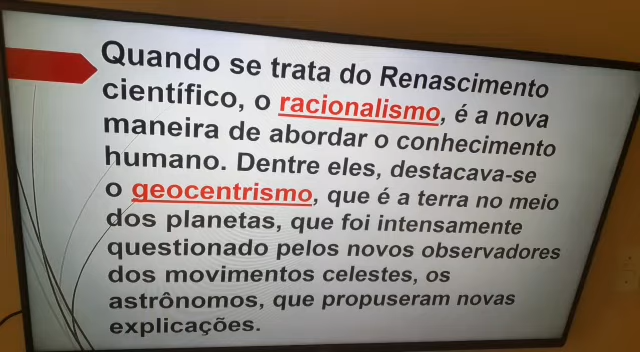 Quando se trata do Renascimento
científico, o racionalismo, é a nova
maneira de abordar o conhecimento
humano. Dentre eles, destacava-se
o geocentrismo, que é a terra no meio
dos planetas, que foi intensamente
questionado pelos novos observadores
dos movimentos celestes, os
astrônomos, que propuseram novas
explicações.